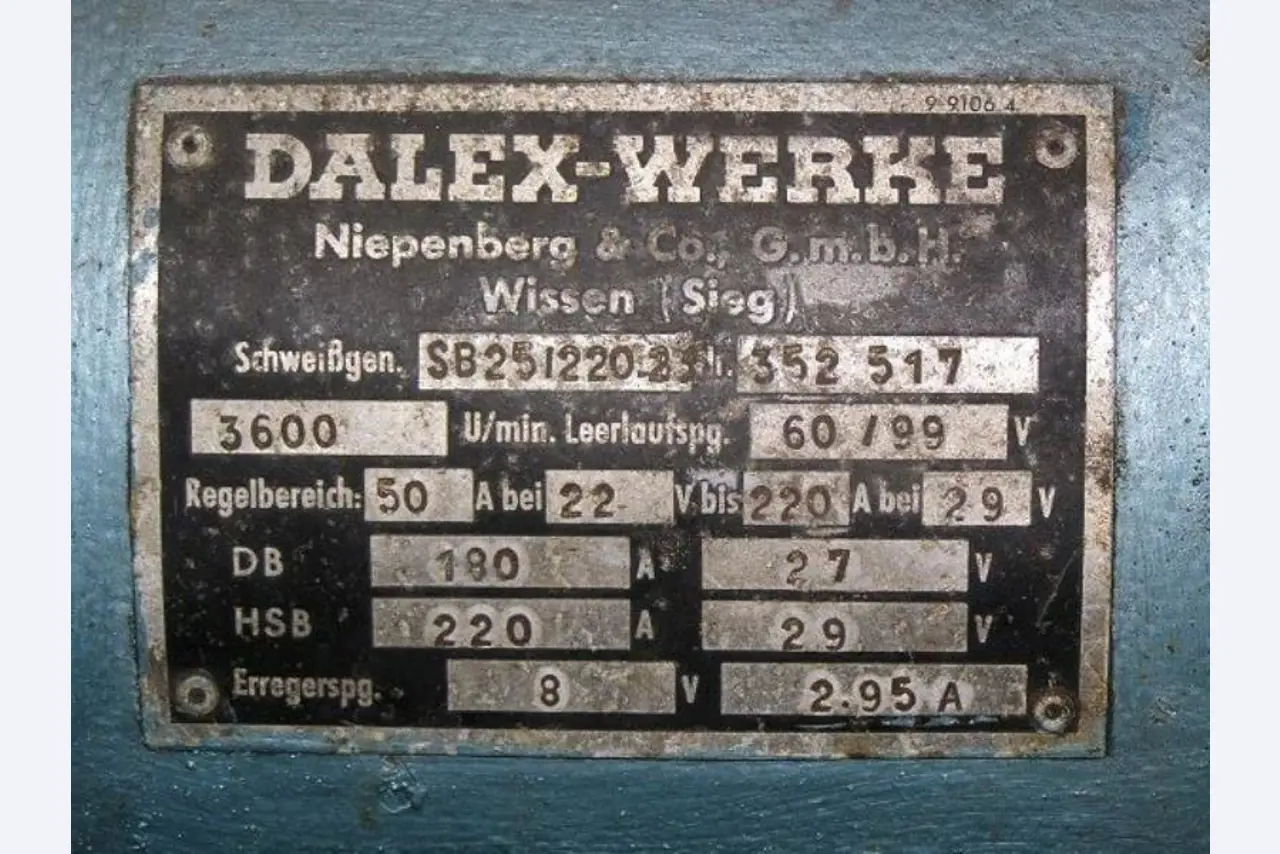 9 9106 4
DALEX-WERKE
Niepenberg & Co., G.m.b.H.
Wissen (Sieg)
Schweißgen. SB25/220-23 352 517
3600 U/min. Leerlaufspg. 60/99 V
Regelbereich: 50 A bei 22 V bis 220 A bei 29 V
DB 180 A 27 V
HSB 220 A 29 V
Erregerspg. 8 V 2.95 A